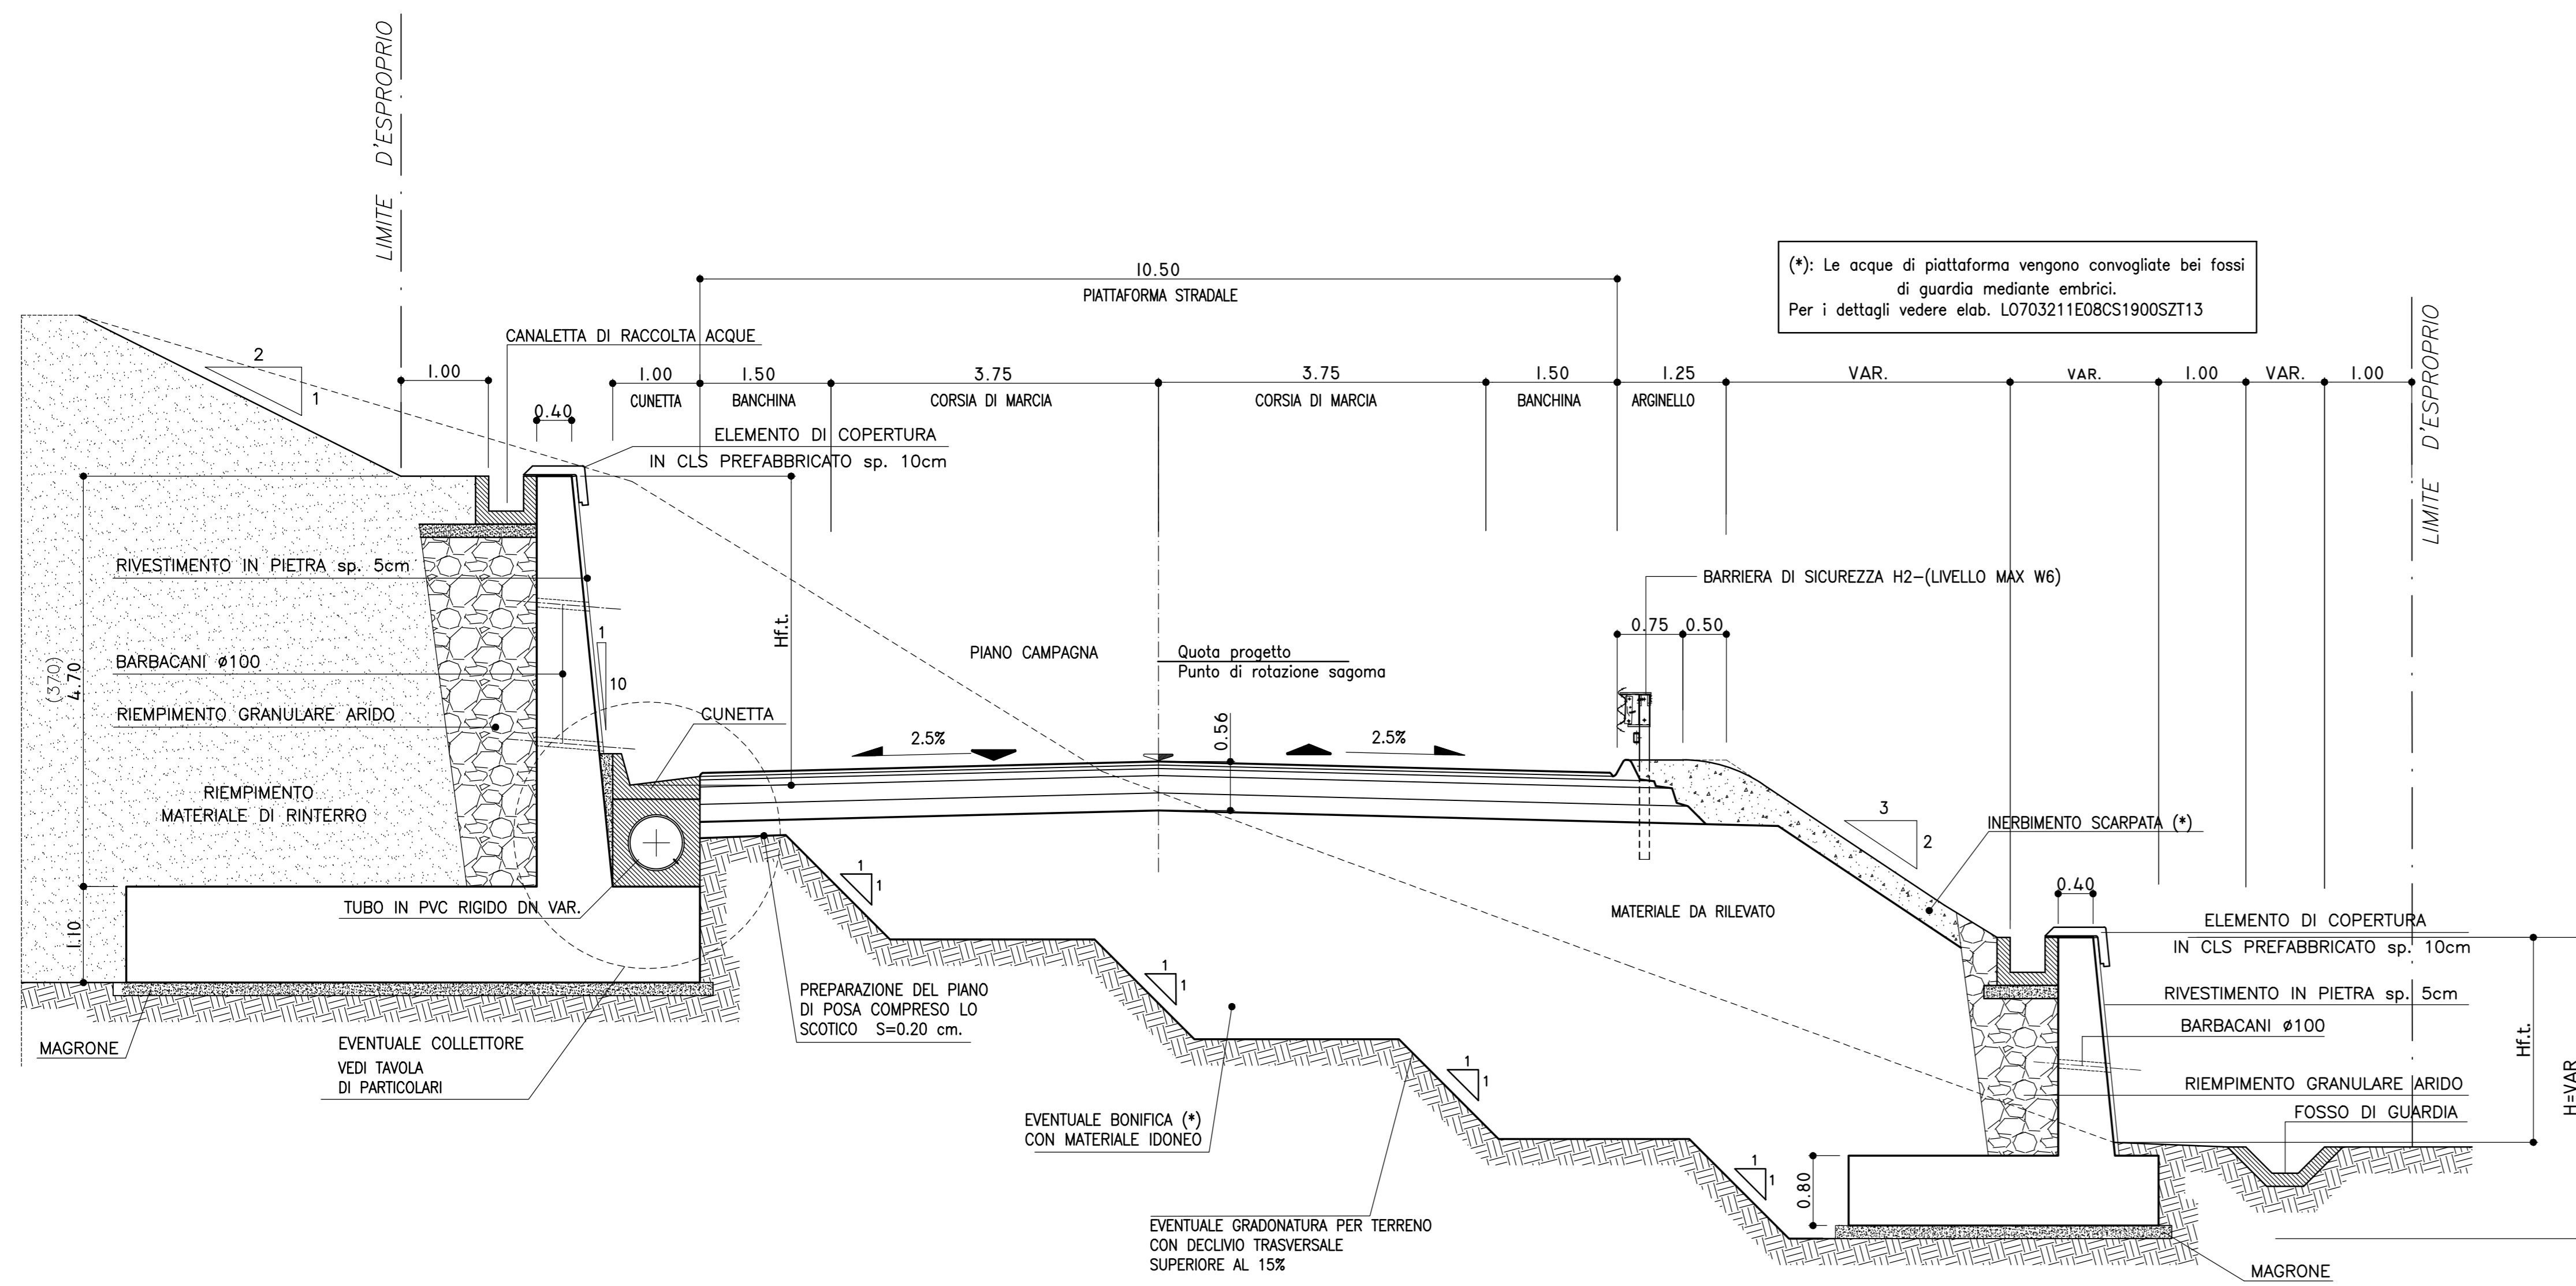 LIMITE D'ESPROPRIO
10.50
PIATTAFORMA STRADALE
(*): Le acque di piattaforma vengono convogliate bei fossi
di guardia mediante embrici.
Per i dettagli vedere elab. L0703211E08CS1900SZT13
LIMITE D'ESPROPRIO
CANALETTA DI RACCOLTA ACQUE
2
1
1.00
1.00
1.50
3.75
3.75
1.50
1.25
VAR.
VAR.
1.00
VAR.
1.00
CUNETTA
BANCHINA
CORSIA DI MARCIA
CORSIA DI MARCIA
BANCHINA
ARGINELLO
0.40
ELEMENTO DI COPERTURA
IN CLS PREFABBRICATO sp. 10cm
RIVESTIMENTO IN PIETRA sp. 5cm
BARRIERA DI SICUREZZA H2-(LIVELLO MAX W6)
Hf.t.
0.75
0.50
1
10
BARBACANI ø100
PIANO CAMPAGNA
Quota progetto
Punto di rotazione sagoma
(370)
4.70
RIEMPIMENTO GRANULARE ARIDO
CUNETTA
2.5%
0.56
2.5%
RIEMPIMENTO
MATERIALE DI RINTERRO
3
2
INERBIMENTO SCARPATA (*)
1
1
0.40
TUBO IN PVC RIGIDO DN VAR.
MATERIALE DA RILEVATO
ELEMENTO DI COPERTURA
IN CLS PREFABBRICATO sp. 10cm
1.10
1
1
PREPARAZIONE DEL PIANO
DI POSA COMPRESO LO
SCOTICO S=0.20 cm.
RIVESTIMENTO IN PIETRA sp. 5cm
BARBACANI ø100
MAGRONE
EVENTUALE COLLETTORE
VEDI TAVOLA
DI PARTICOLARI
1
1
Hf.t.
H=VAR
RIEMPIMENTO GRANULARE ARIDO
FOSSO DI GUARDIA
EVENTUALE BONIFICA (*)
CON MATERIALE IDONEO
1
1
0.80
EVENTUALE GRADONATURA PER TERRENO
CON DECLIVIO TRASVERSALE
SUPERIORE AL 15%
MAGRONE